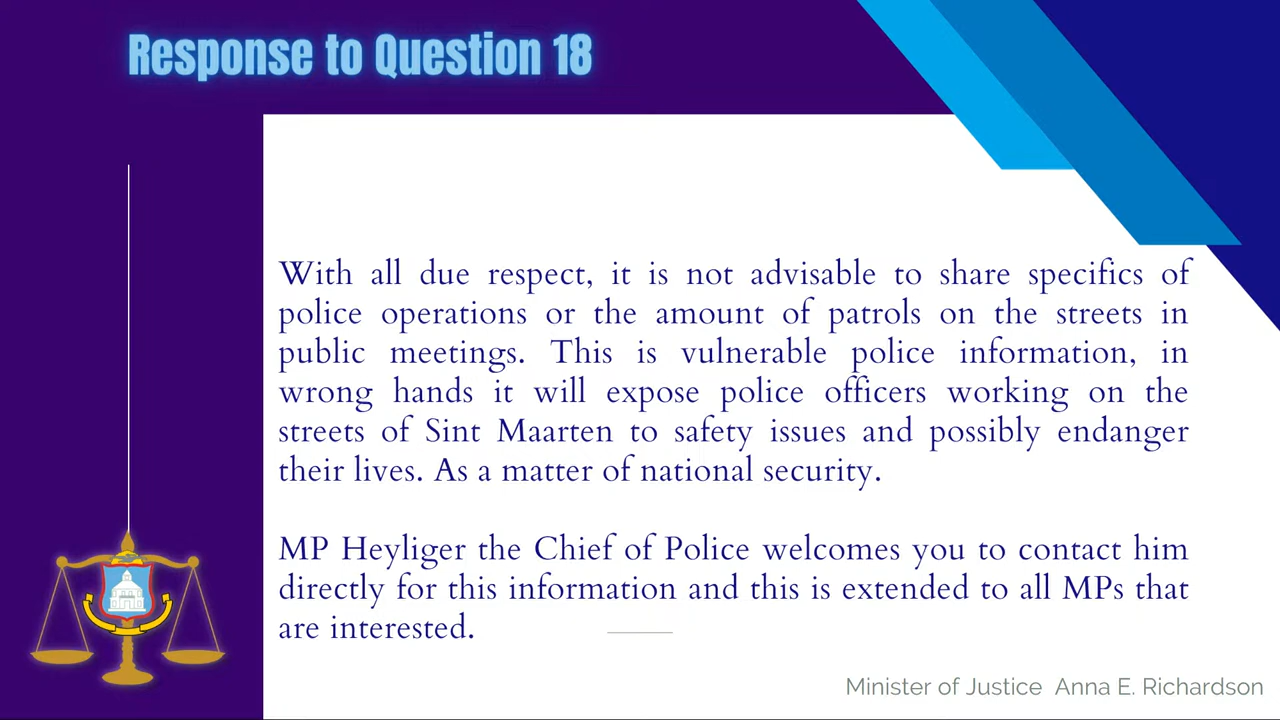 Response to Question 18
With all due respect, it is not advisable to share specifics of
police operations or the amount of patrols on the streets in
public meetings. This is vulnerable police information, in
wrong hands it will expose police officers working on the
streets of Sint Maarten to safety issues and possibly endanger
their lives. As a matter of national security.
MP Heyliger the Chief of Police welcomes you to contact him
directly for this information and this is extended to all MPs that
are interested.
Minister of Justice Anna E. Richardson